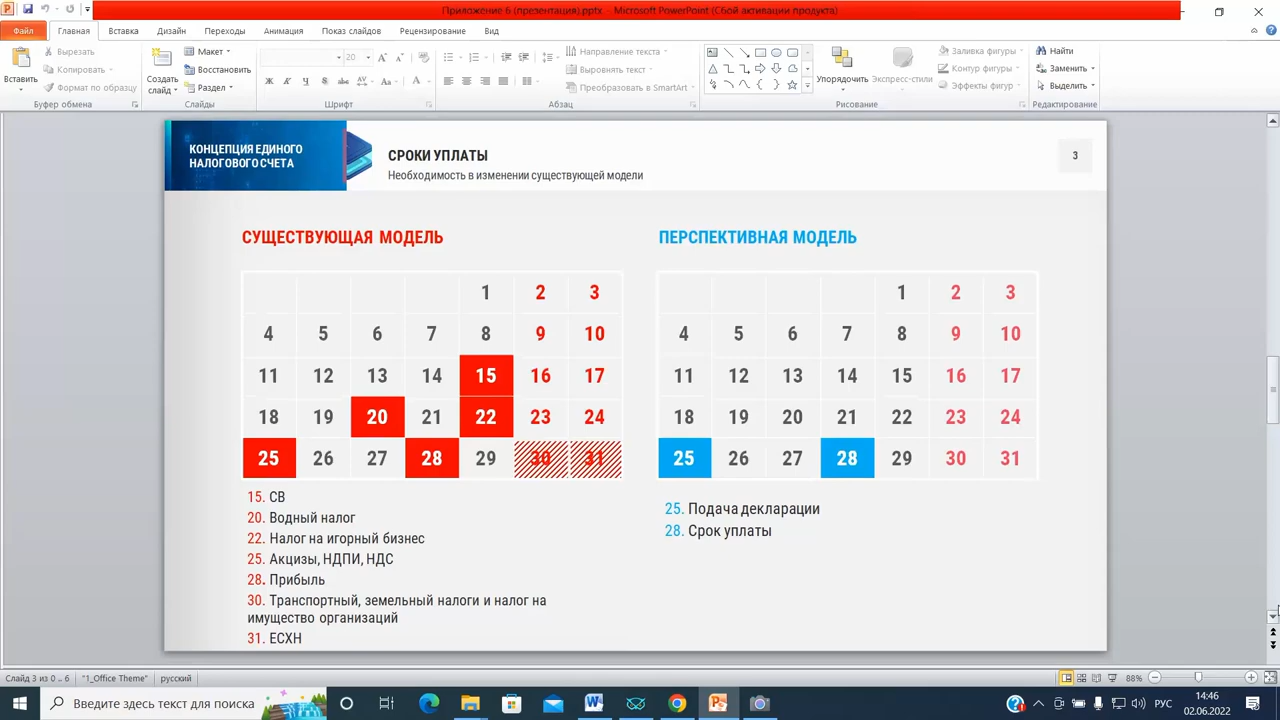 Приложение 6 (презентация).pptx - Microsoft PowerPoint (Сбой активации продукта)
Файл Главная Вставка Дизайн Переходы Анимация Показ слайдов Рецензирование Вид
Вставить
Вырезать
Копировать
Формат по образцу
Буфер обмена
Создать слайд
Макет
Восстановить
Раздел
Слайды
20
Шрифт
Направление текста
Выровнять текст
Преобразовать в SmartArt
Абзац
Упорядочить
Экспресс-стили
Заливка фигуры
Контур фигуры
Эффекты фигур
Рисование
Найти
Заменить
Выделить
Редактирование
КОНЦЕПЦИЯ ЕДИНОГО
НАЛОГОВОГО СЧЕТА
СРОКИ УПЛАТЫ
Необходимость в изменении существующей модели
3
СУЩЕСТВУЮЩАЯ МОДЕЛЬ
1 2 3
4 5 6 7 8 9 10
11 12 13 14 15 16 17
18 19 20 21 22 23 24
25 26 27 28 29 30 31
15. СВ
20. Водный налог
22. Налог на игорный бизнес
25. Акцизы, НДПИ, НДС
28. Прибыль
30. Транспортный, земельный налоги и налог на
имущество организаций
31. ЕСХН
ПЕРСПЕКТИВНАЯ МОДЕЛЬ
1 2 3
4 5 6 7 8 9 10
11 12 13 14 15 16 17
18 19 20 21 22 23 24
25 26 27 28 29 30 31
25. Подача декларации
28. Срок уплаты
Слайд 3 из 0 .. 6 "1_Office Theme" русский 88%
Введите здесь текст для поиска
РУС
14:46
02.06.2022